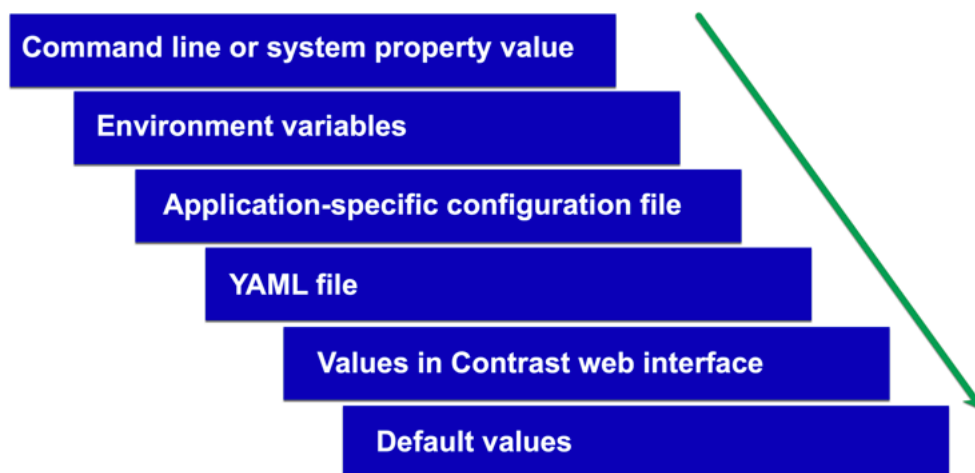 Command line or system property value
Environment variables
Application-specific configuration file
YAML file
Values in Contrast web interface
Default values